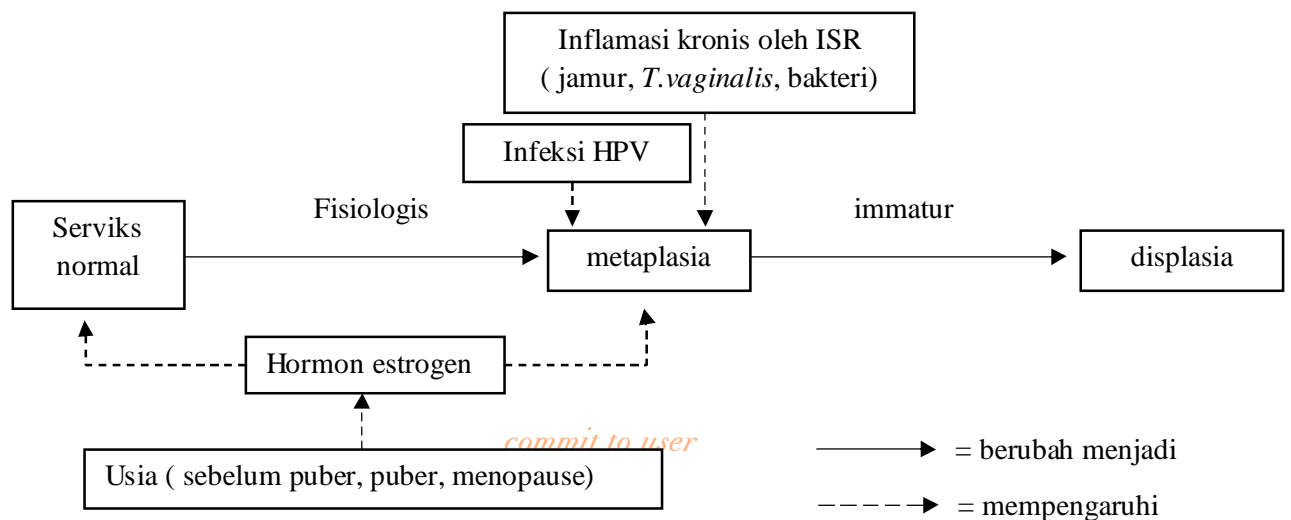 Inflamasi kronis oleh ISR
( jamur, T.vaginalis, bakteri)
Infeksi HPV
Fisiologis
immatur
Serviks
normal
metaplasia
displasia
Hormon estrogen
commit to user
Usia ( sebelum puber, puber, menopause)
= berubah menjadi
= mempengaruhi